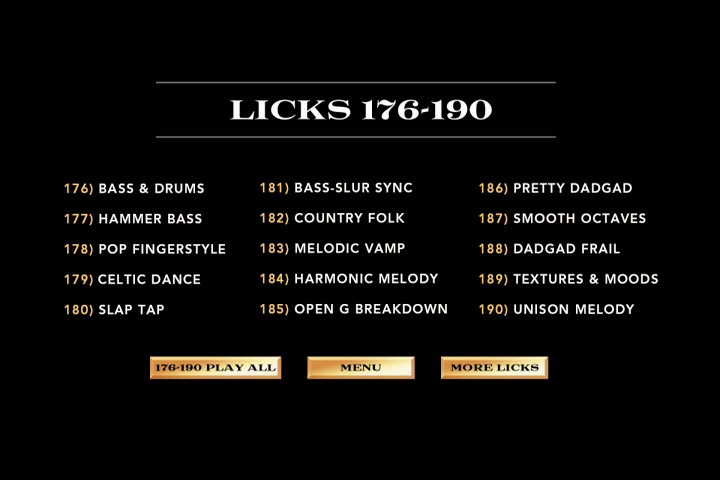 LICKS 176-190
176) BASS & DRUMS
177) HAMMER BASS
178) POP FINGERSTYLE
179) CELTIC DANCE
180) SLAP TAP
181) BASS-SLUR SYNC
182) COUNTRY FOLK
183) MELODIC VAMP
184) HARMONIC MELODY
185) OPEN G BREAKDOWN
186) PRETTY DADGAD
187) SMOOTH OCTAVES
188) DADGAD FRAIL
189) TEXTURES & MOODS
190) UNISON MELODY
176-190 PLAY ALL
MENU
MORE LICKS